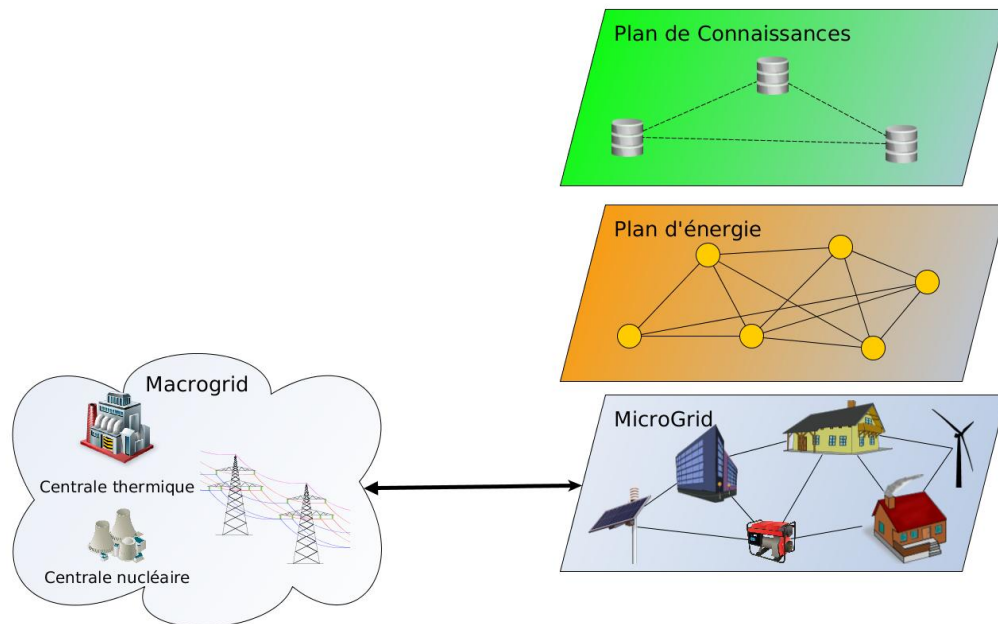 Plan de Connaissances
Plan d'énergie
Macrogrid
Centrale thermique
Centrale nucléaire
MicroGrid